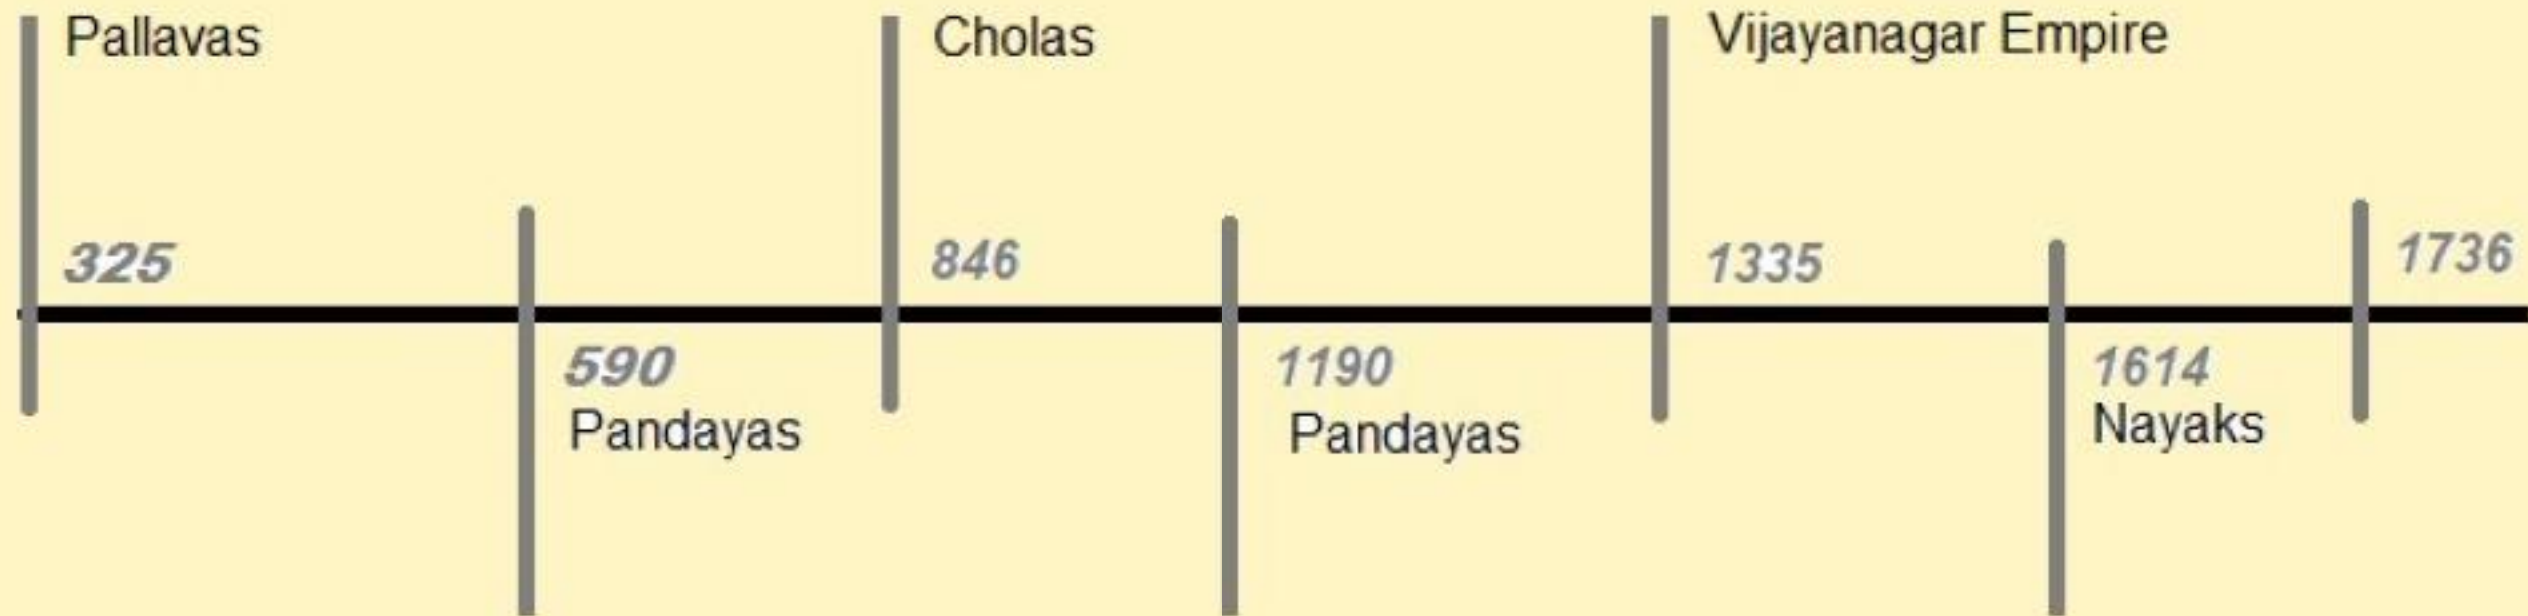 Pallavas
Cholas
Vijayanagar Empire
325
846
1335
1736
590
1190
1614
Pandayas
Pandayas
Nayaks